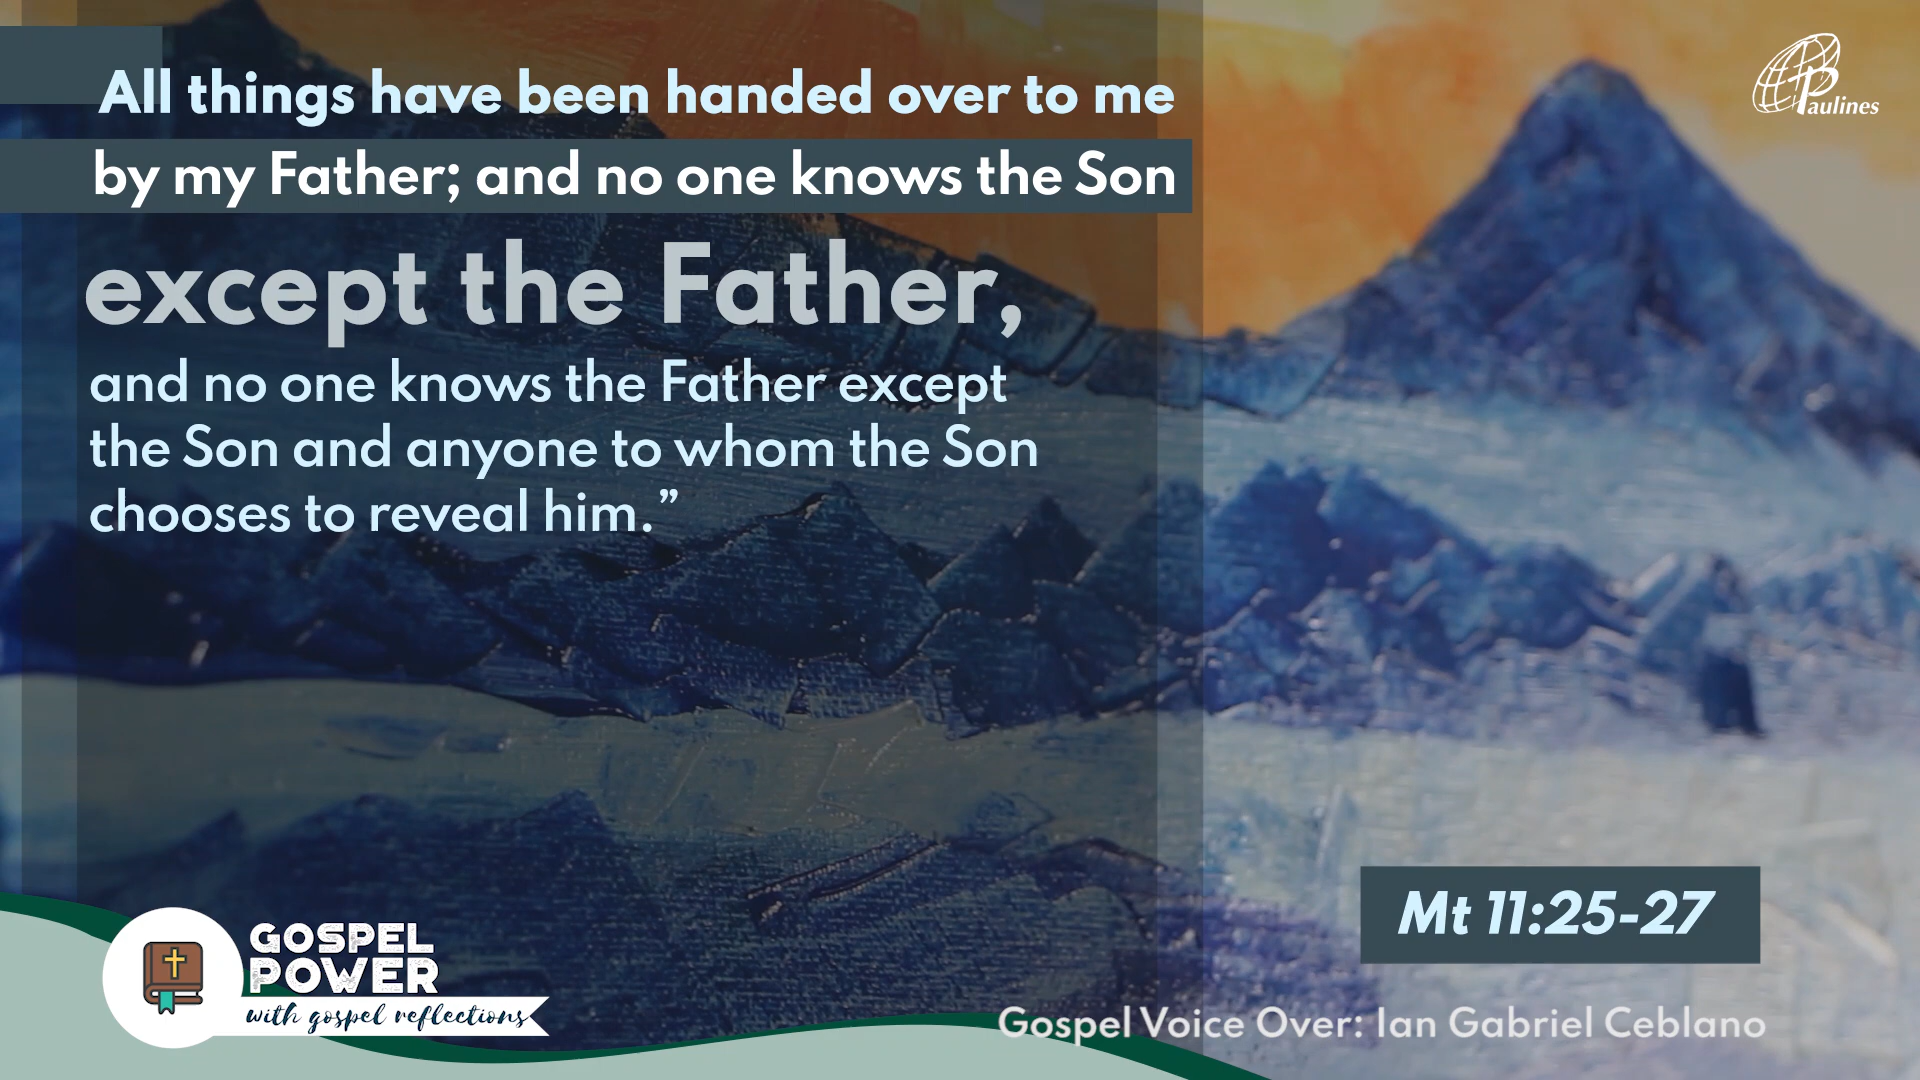 All things have been handed over to me
by my Father; and no one knows the Son
except the Father,
and no one knows the Father except
the Son and anyone to whom the Son
chooses to reveal him.”
Paulines
Mt 11:25-27
GOSPEL
POWER
with gospel reflections
Gospel Voice Over: Ian Gabriel Ceblano